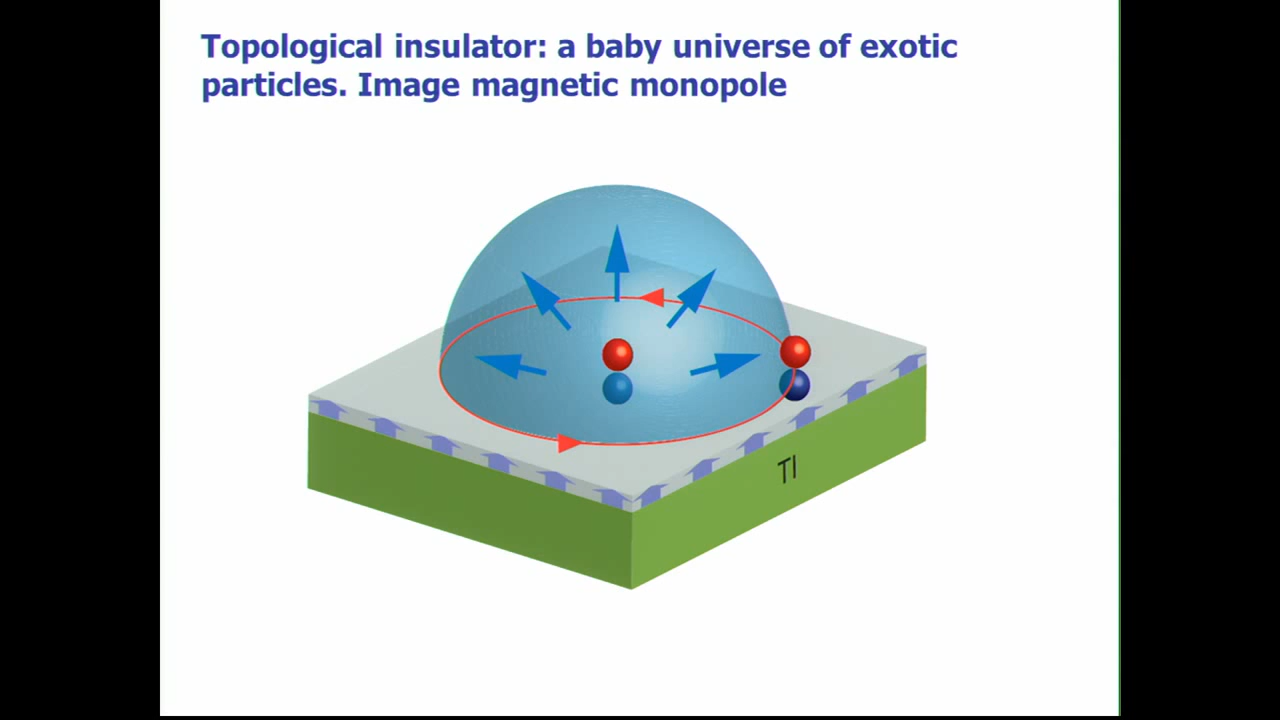 Topological insulator: a baby universe of exotic
particles. Image magnetic monopole
TI